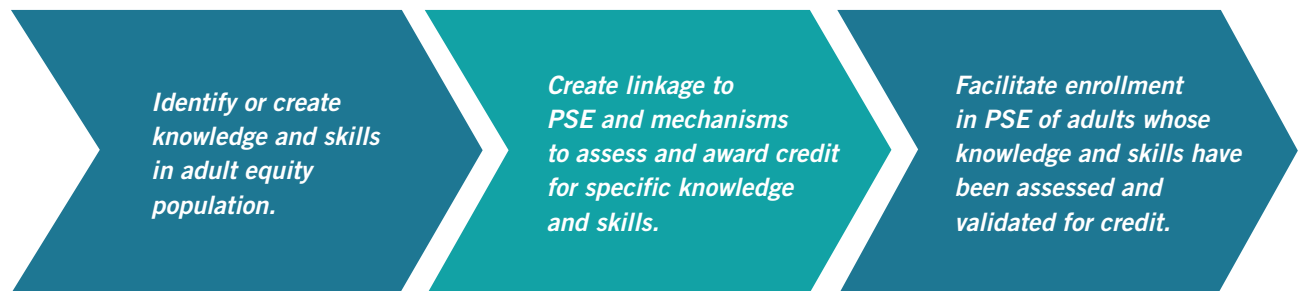 Identify or create
knowledge and skills
in adult equity
population.
Create linkage to
PSE and mechanisms
to assess and award credit
for specific knowledge
and skills.
Facilitate enrollment
in PSE of adults whose
knowledge and skills have
been assessed and
validated for credit.